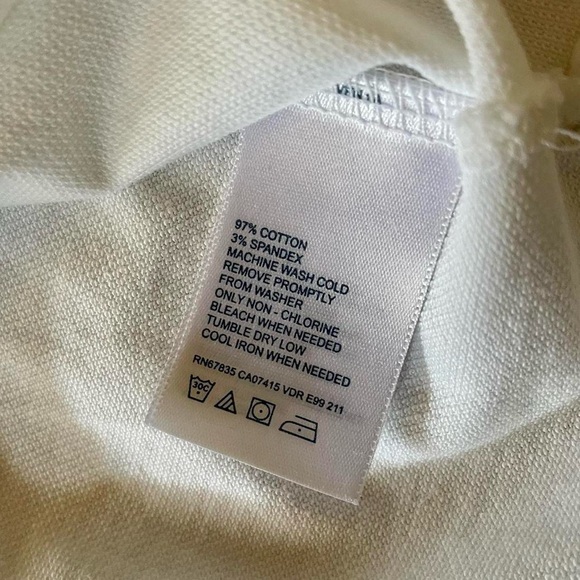 97% COTTON
3% SPANDEX
MACHINE WASH COLD
REMOVE PROMPTLY
FROM WASHER
ONLY NON - CHLORINE
BLEACH WHEN NEEDED
TUMBLE DRY LOW
COOL IRON WHEN NEEDED
RN67835 CA07415 VDR E99 211
30C